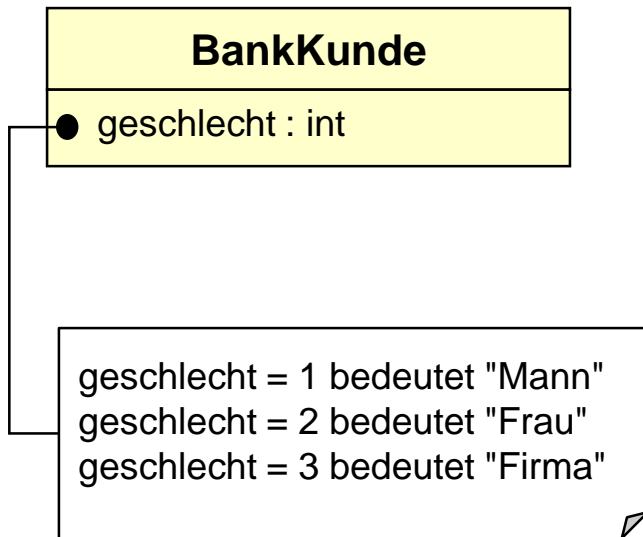 BankKunde
geschlecht : int
geschlecht = 1 bedeutet "Mann"
geschlecht = 2 bedeutet "Frau"
geschlecht = 3 bedeutet "Firma"